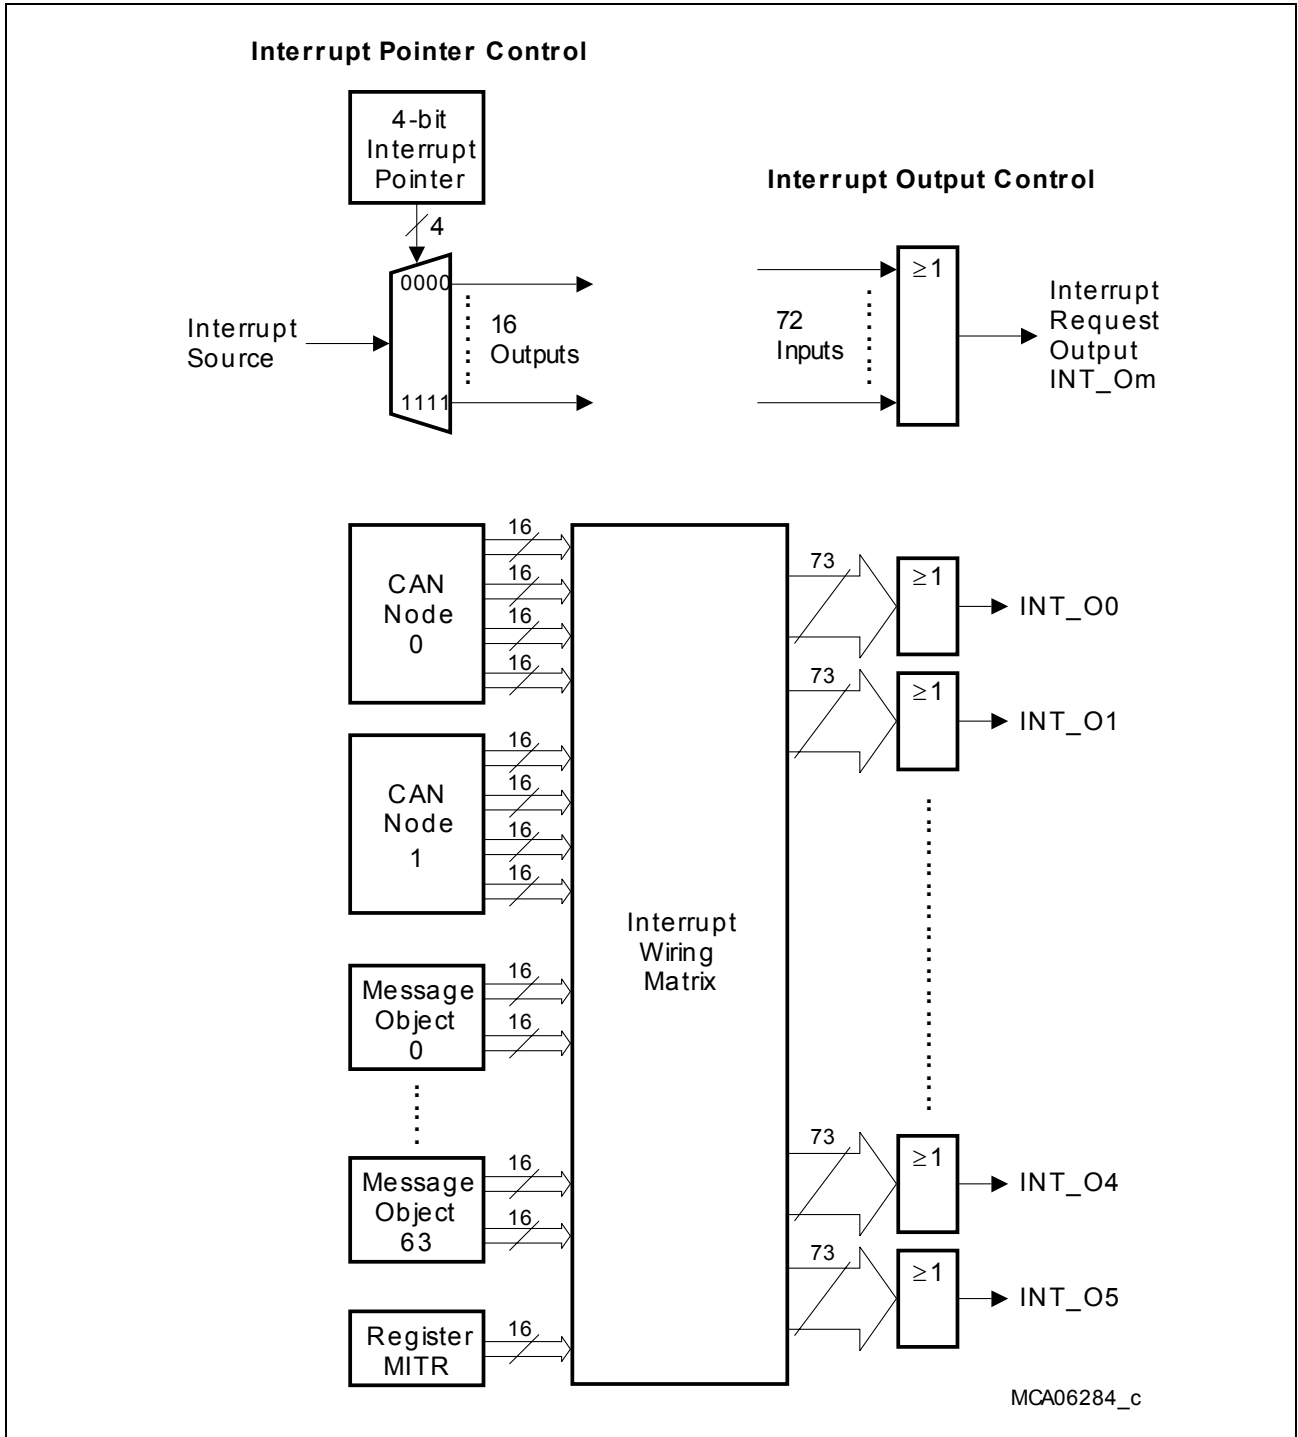 Interrupt Pointer Control
4-bit
Interrupt
Pointer
4
Interrupt Output Control
0000
1111
Interrupt
Source
16
Outputs
72
Inputs
≥1
Interrupt
Request
Output
INT_Om
CAN
Node
0
16
16
16
16
CAN
Node
1
16
16
16
16
Message
Object
0
16
16
Message
Object
63
16
16
Register
MITR
16
Interrupt
Wiring
Matrix
73
≥1
INT_O0
73
≥1
INT_O1
73
≥1
INT_O4
73
≥1
INT_O5
MCA06284_c